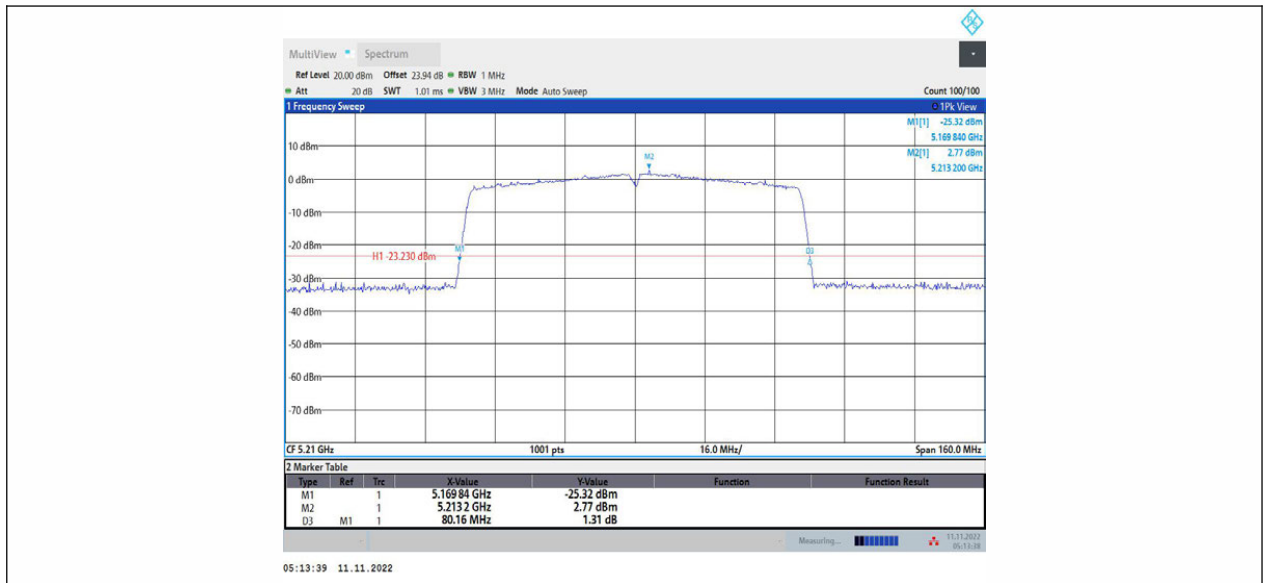 MultiView Spectrum
Ref Level 20.00 dBm Offset 23.94 dB RBW 1 MHz
Att 20 dB SWT 1.01 ms VBW 3 MHz Mode Auto Sweep Count 100/100
1 Frequency Sweep 1Pk View
M1[1] -25.32 dBm
5.169 840 GHz
10 dBm
M2[1] 2.77 dBm
M2
5.213 200 GHz
0 dBm
-10 dBm
-20 dBm
M1
D3
H1 -23.230 dBm
-30 dBm
-40 dBm
-50 dBm
-60 dBm
-70 dBm
CF 5.21 GHz 1001 pts 16.0 MHz/ Span 160.0 MHz
2 Marker Table
Type Ref Trc X-Value Y-Value Function Function Result
M1 1 5.169 84 GHz -25.32 dBm
M2 1 5.213 2 GHz 2.77 dBm
D3 M1 1 80.16 MHz 1.31 dB
Measuring... 11.11.2022
05:13:38
05:13:39 11.11.2022